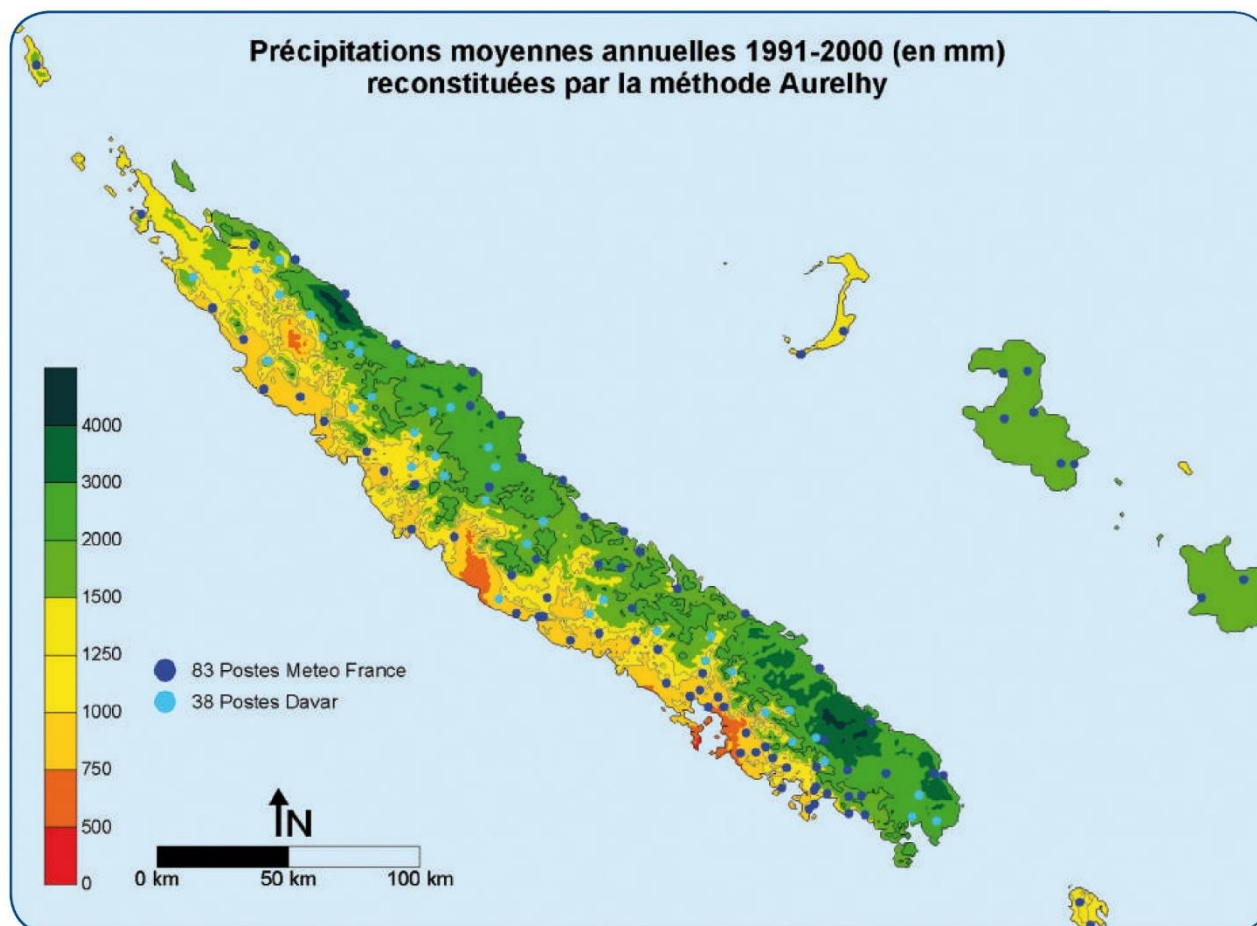 Précipitations moyennes annuelles 1991-2000 (en mm)
reconstituées par la méthode Aurelhy
4000
3000
2000
1500
1250
1000
750
500
0
83 Postes Meteo France
38 Postes Davar
N
0 km 50 km 100 km